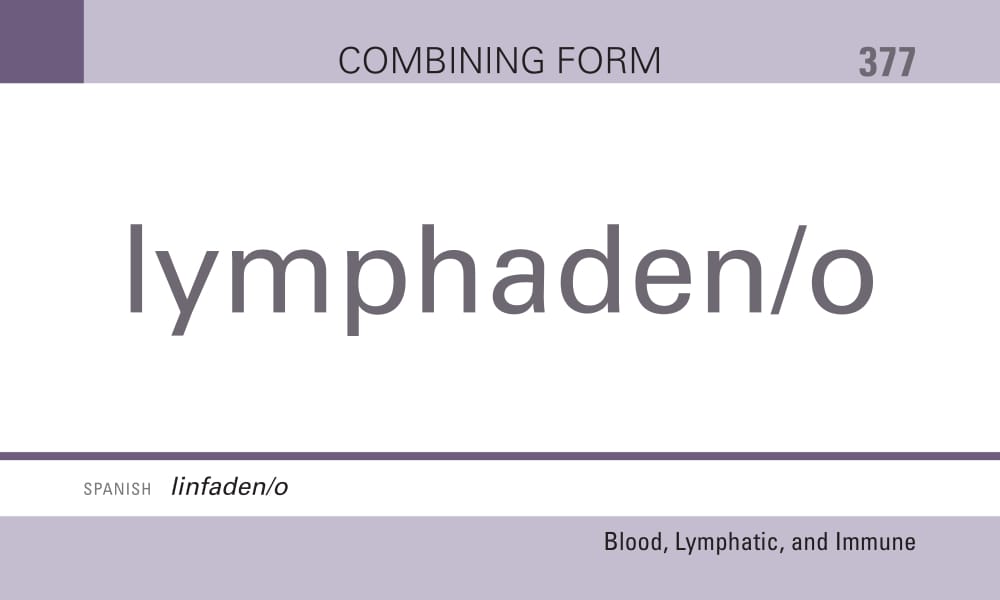 COMBINING FORM 377
lymphaden/o
SPANISH linfaden/o
Blood, Lymphatic, and Immune